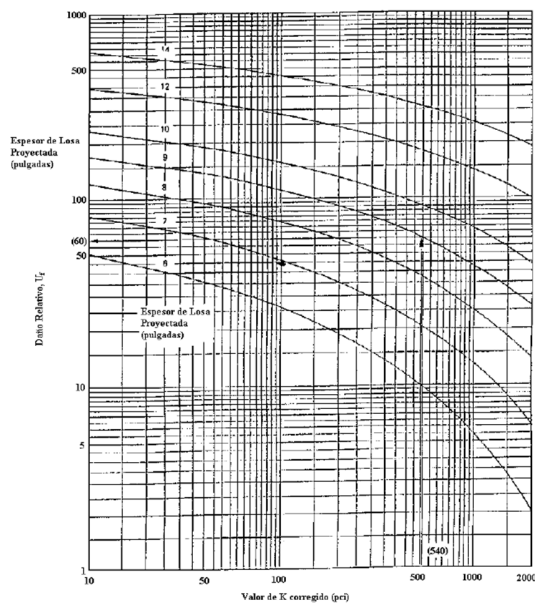 1000
500
100
(60)
50
10
5
1
Espesor de Losa
Proyectada
(pulgadas)
Daño Relativo, Uf
14
12
10
9
8
7
6
Espesor de Losa
Proyectada
(pulgadas)
(540)
10
50
100
500
1000
2000
Valor de K corregido (pci)